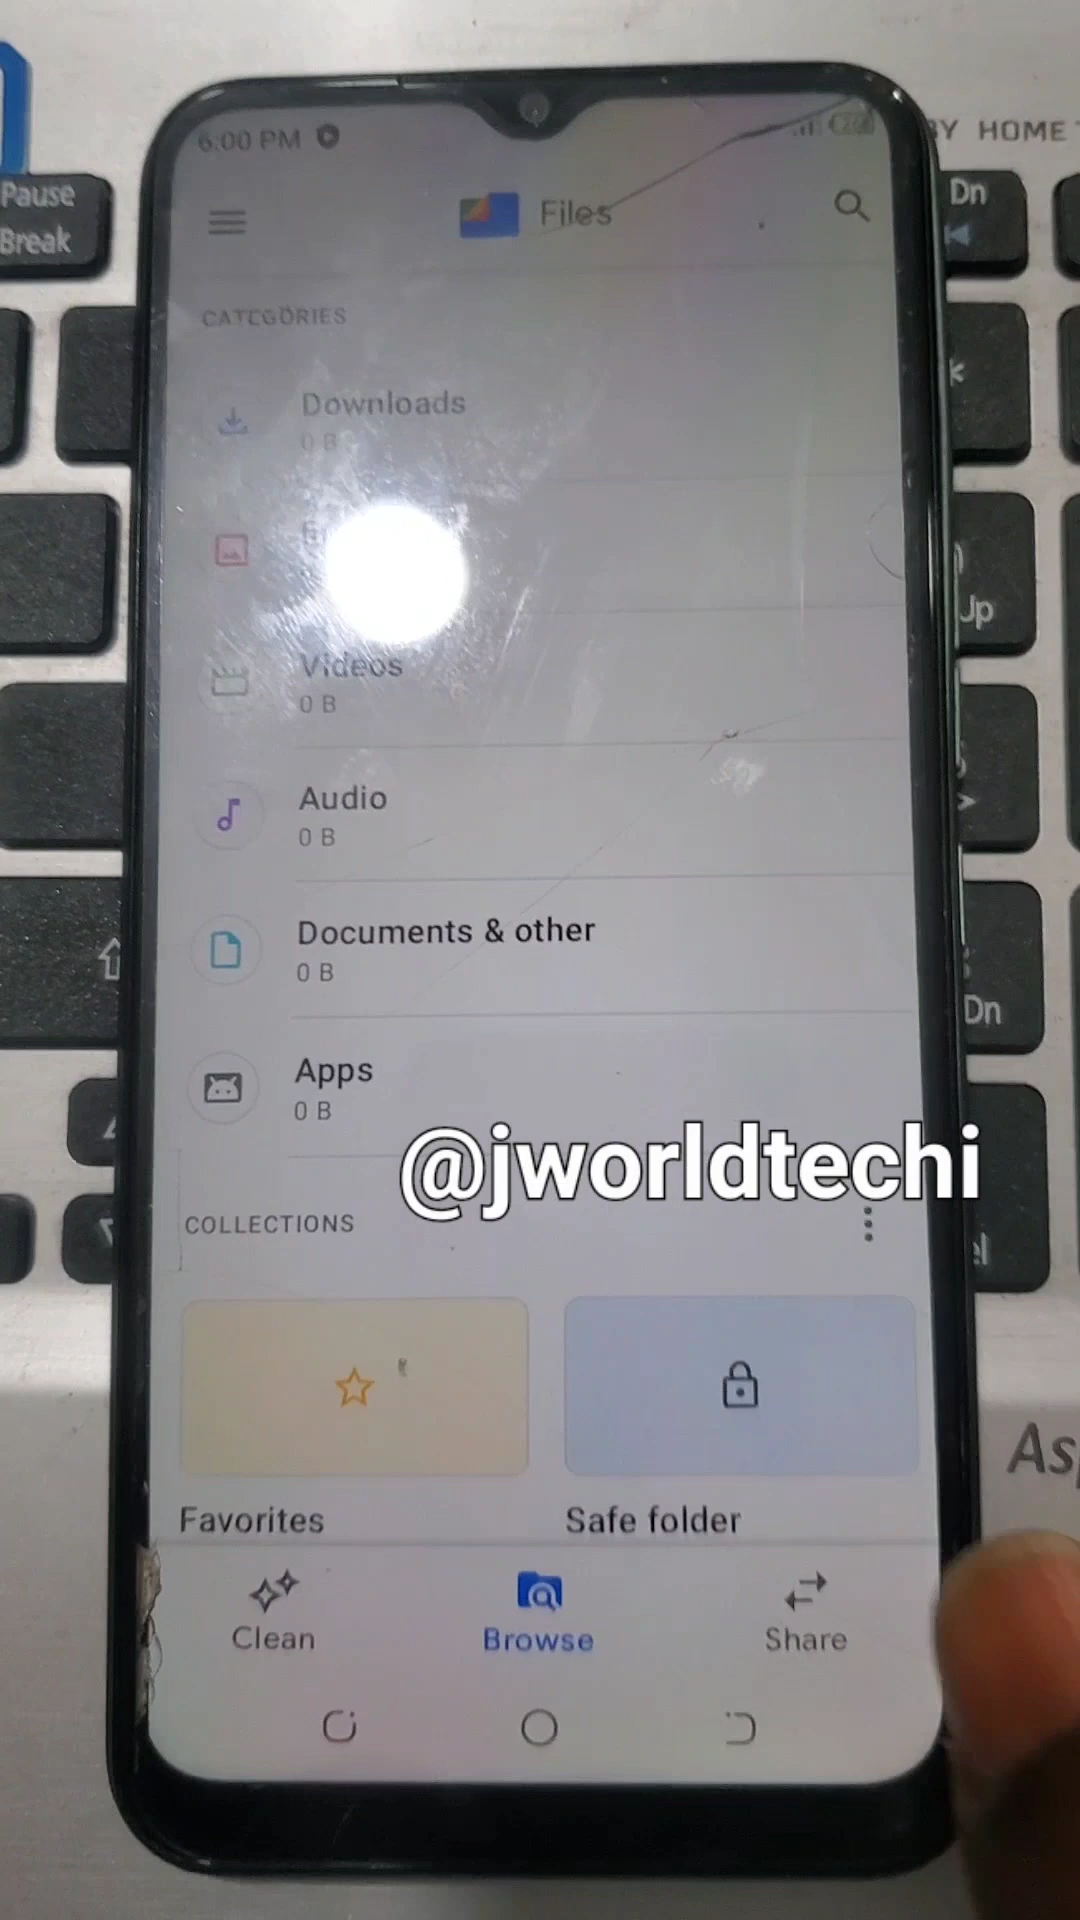 6:00 PM
Files
CATEGORIES
Downloads
0 B
Videos
0 B
Audio
0 B
Documents & other
0 B
Apps
0 B
@jworldtechi
COLLECTIONS
Favorites
Safe folder
Clean
Browse
Share
Pause
Break
BY HOME
Dn
Up
Dn